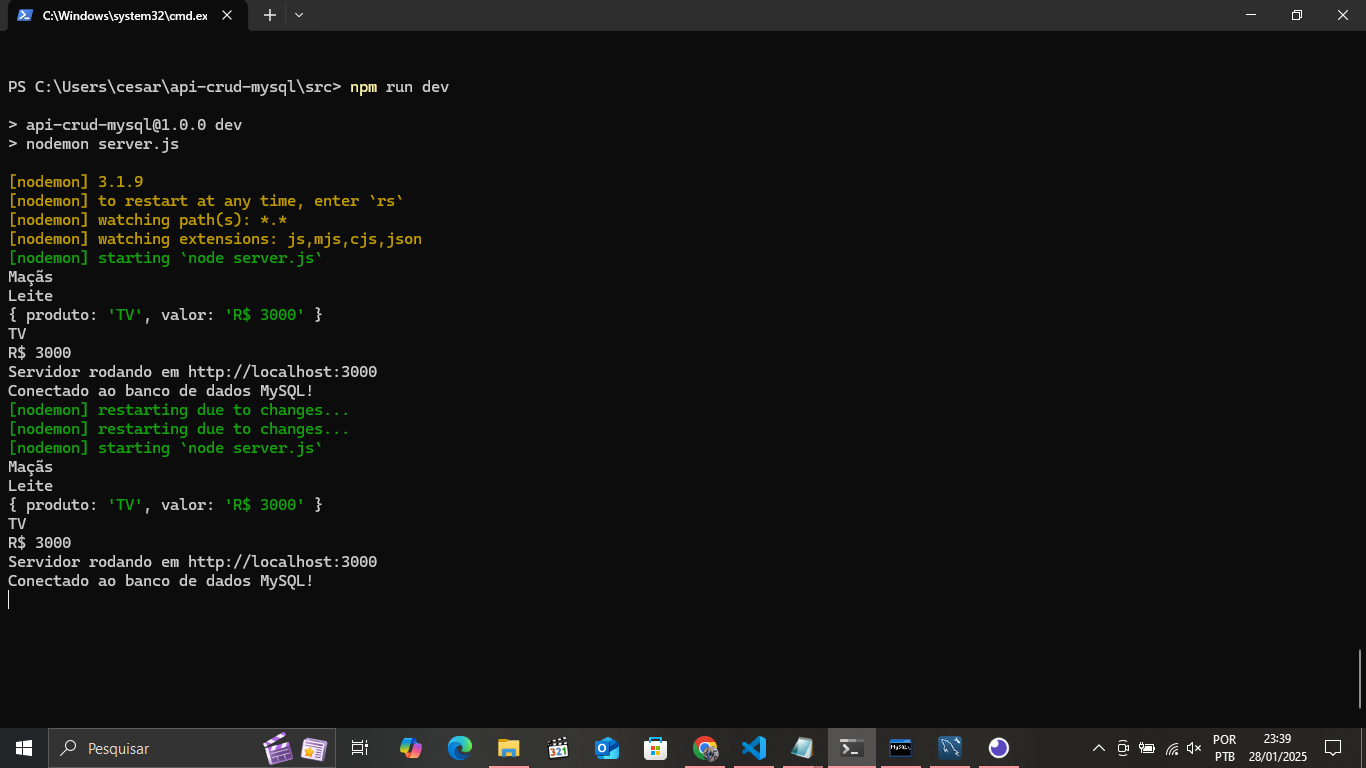 C:\Windows\system32\cmd.ex
PS C:\Users\cesar\api-crud-mysql\src> npm run dev
> api-crud-mysql@1.0.0 dev
> nodemon server.js
[nodemon] 3.1.9
[nodemon] to restart at any time, enter `rs`
[nodemon] watching path(s): *.*
[nodemon] watching extensions: js,mjs,cjs,json
[nodemon] starting `node server.js`
Maçãs
Leite
{ produto: 'TV', valor: 'R$ 3000' }
TV
R$ 3000
Servidor rodando em http://localhost:3000
Conectado ao banco de dados MySQL!
[nodemon] restarting due to changes...
[nodemon] restarting due to changes...
[nodemon] starting `node server.js`
Maçãs
Leite
{ produto: 'TV', valor: 'R$ 3000' }
TV
R$ 3000
Servidor rodando em http://localhost:3000
Conectado ao banco de dados MySQL!
Pesquisar
321
MySQL
POR
PTB
23:39
28/01/2025